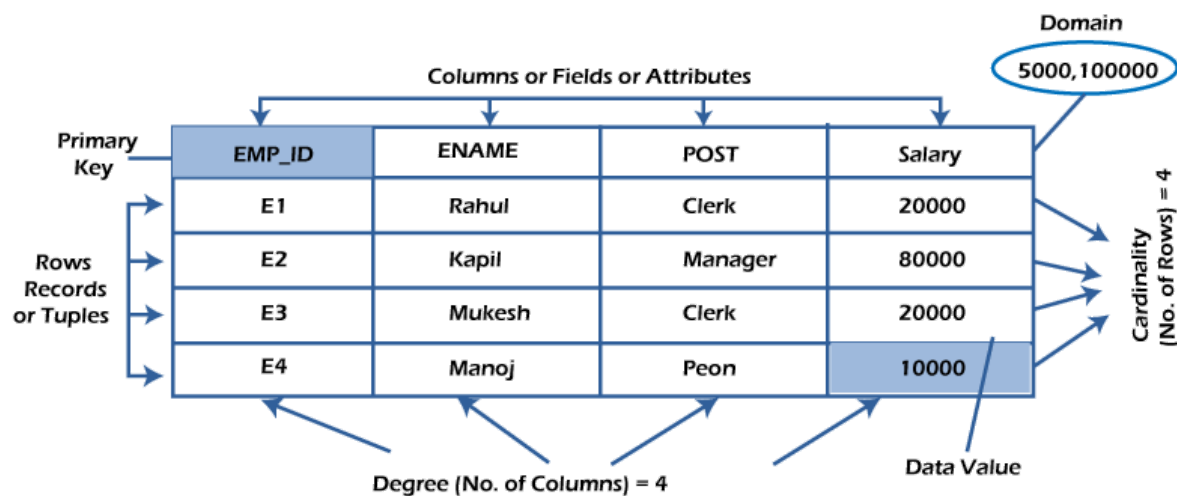 Domain
5000,100000
Columns or Fields or Attributes
Primary
Key
EMP_ID ENAME POST Salary
E1 Rahul Clerk 20000
E2 Kapil Manager 80000
E3 Mukesh Clerk 20000
E4 Manoj Peon 10000
Rows
Records
or Tuples
Cardinality
(No. of Rows) = 4
Degree (No. of Columns) = 4
Data Value